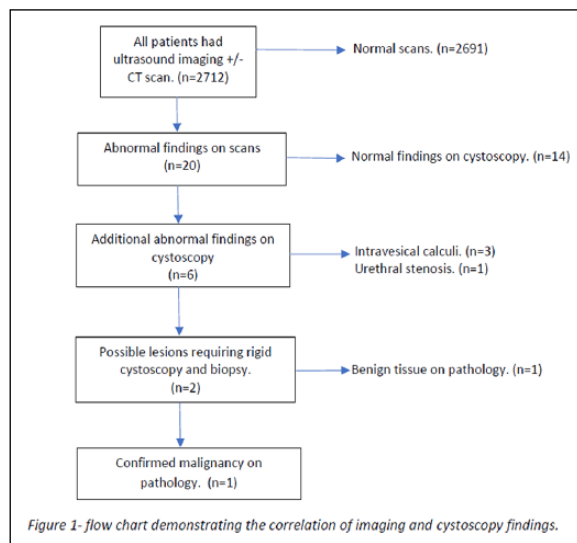 All patients had
ultrasound imaging +/-
CT scan. (n=2712)
Normal scans. (n=2691)
Abnormal findings on scans
(n=20)
Normal findings on cystoscopy. (n=14)
Additional abnormal findings on
cystoscopy
(n=6)
Intravesical calculi. (n=3)
Urethral stenosis. (n=1)
Possible lesions requiring rigid
cystoscopy and biopsy.
(n=2)
Benign tissue on pathology. (n=1)
Confirmed malignancy on
pathology. (n=1)
Figure 1- flow chart demonstrating the correlation of imaging and cystoscopy findings.